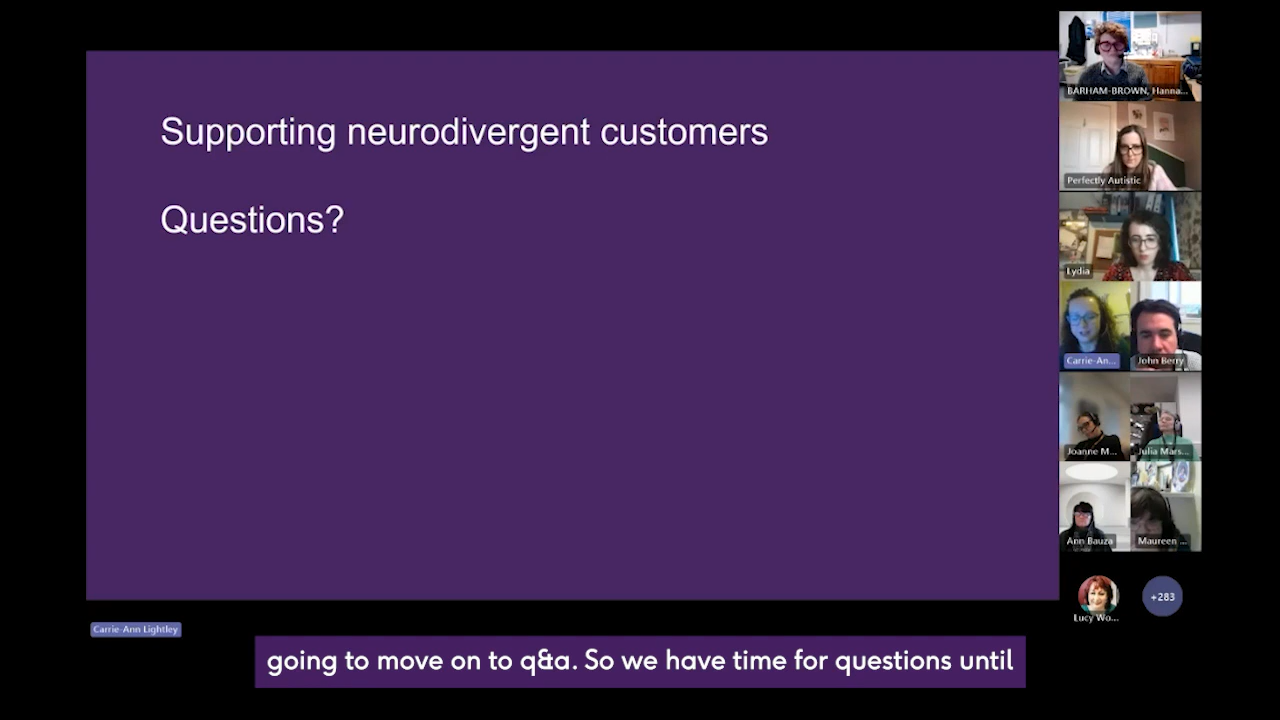 Supporting neurodivergent customers
Questions?
BARHAM-BROWN, Hanna...
Perfectly Autistic
Lydia
Carrie-An...
John Berry
Joanne M...
Julia Mars...
Ann Bauza
Maureen ...
Lucy Wo...
+283
Carrie-Ann Lightley
going to move on to q&a. So we have time for questions until